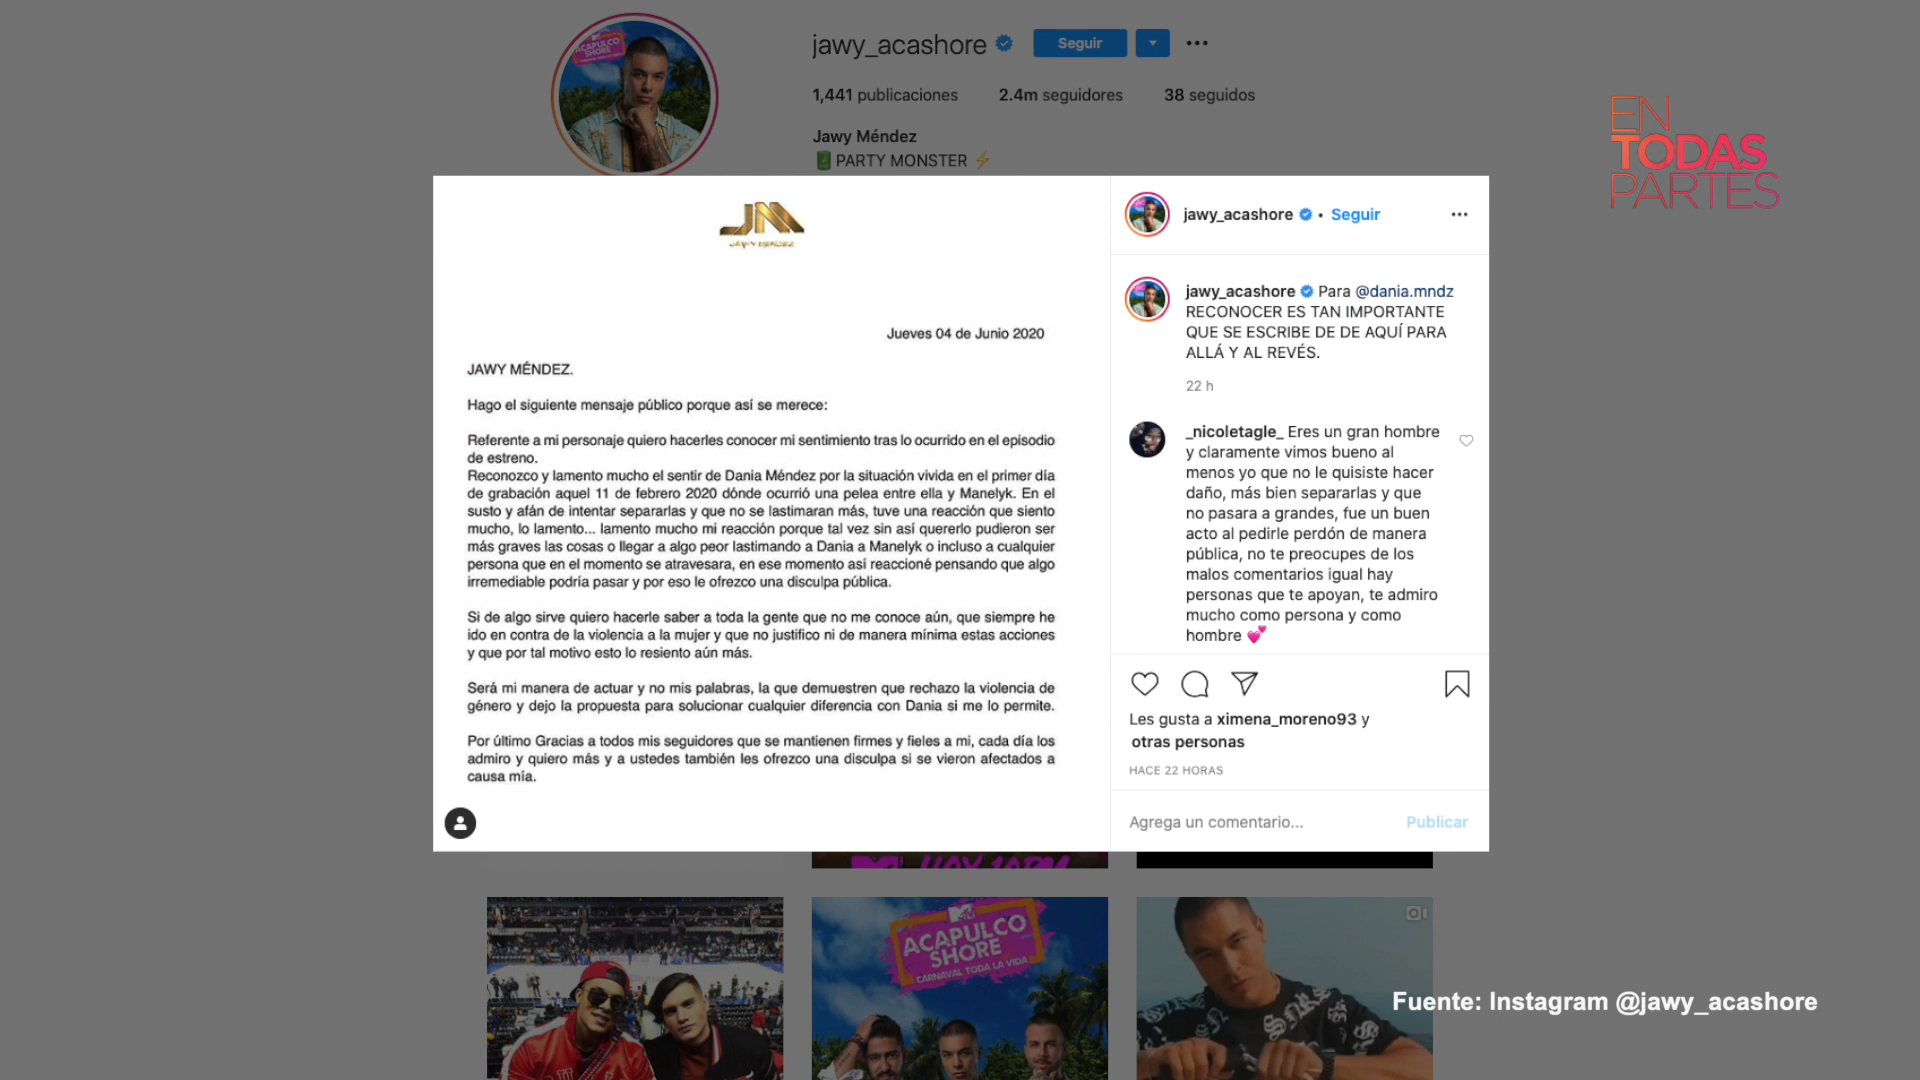 jawy_acashore
Seguir
1,441 publicaciones 2.4m seguidores 38 seguidos
Jawy Méndez
PARTY MONSTER
MTV
ACAPULCO
SHORE
EN
TODAS
PARTES
JM
JAWY MÉNDEZ
Jueves 04 de Junio 2020
JAWY MÉNDEZ.
Hago el siguiente mensaje público porque así se merece:
Referente a mi personaje quiero hacerles conocer mi sentimiento tras lo ocurrido en el episodio
de estreno.
Reconozco y lamento mucho el sentir de Dania Méndez por la situación vivida en el primer día
de grabación aquel 11 de febrero 2020 dónde ocurrió una pelea entre ella y Manelyk. En el
susto y afán de intentar separarlas y que no se lastimaran más, tuve una reacción que siento
mucho, lo lamento... lamento mucho mi reacción porque tal vez sin así quererlo pudieron ser
más graves las cosas o llegar a algo peor lastimando a Dania a Manelyk o incluso a cualquier
persona que en el momento se atravesara, en ese momento así reaccioné pensando que algo
irremediable podría pasar y por eso le ofrezco una disculpa pública.
Si de algo sirve quiero hacerle saber a toda la gente que no me conoce aún, que siempre he
ido en contra de la violencia a la mujer y que no justifico ni de manera mínima estas acciones
y que por tal motivo esto lo resiento aún más.
Será mi manera de actuar y no mis palabras, la que demuestren que rechazo la violencia de
género y dejo la propuesta para solucionar cualquier diferencia con Dania si me lo permite.
Por último Gracias a todos mis seguidores que se mantienen firmes y fieles a mi, cada día los
admiro y quiero más y a ustedes también les ofrezco una disculpa si se vieron afectados a
causa mía.
jawy_acashore • Seguir
jawy_acashore Para @dania.mndz
RECONOCER ES TAN IMPORTANTE
QUE SE ESCRIBE DE DE AQUÍ PARA
ALLÁ Y AL REVÉS.
22 h
_nicoletagle_ Eres un gran hombre
y claramente vimos bueno al
menos yo que no le quisiste hacer
daño, más bien separarlas y que
no pasara a grandes, fue un buen
acto al pedirle perdón de manera
pública, no te preocupes de los
malos comentarios igual hay
personas que te apoyan, te admiro
mucho como persona y como
hombre 💕
Les gusta a ximena_moreno93 y
otras personas
HACE 22 HORAS
Agrega un comentario...
Publicar
MTV
ACAPULCO
SHORE
CARNAVAL TODA LA VIDA
Fuente: Instagram @jawy_acashore